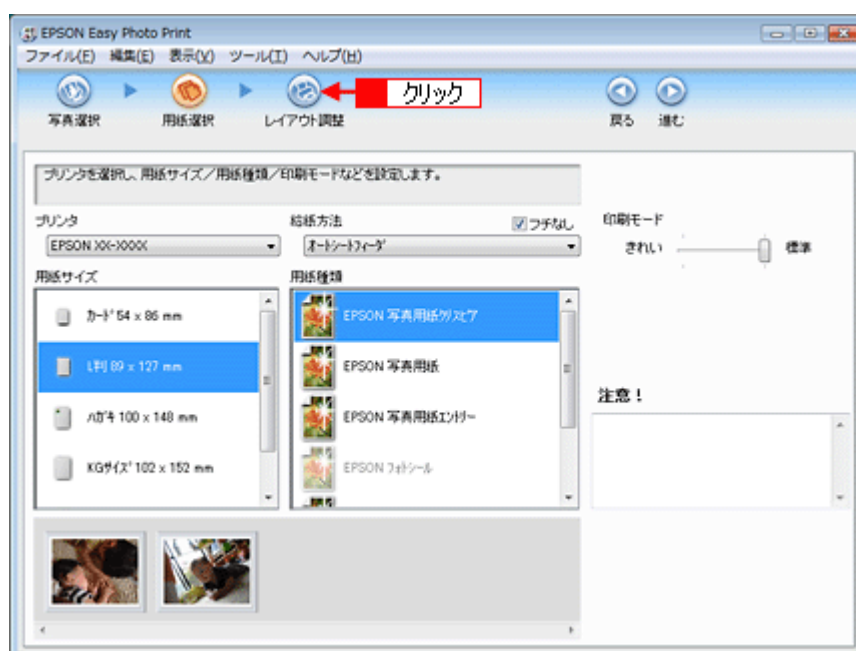 EPSON Easy Photo Print
ファイル(F) 編集(E) 表示(V) ツール(T) ヘルプ(H)
クリック
写真選択 用紙選択 レイアウト調整 戻る 進む
プリンタを選択し、用紙サイズ／用紙種類／印刷モードなどを設定します。
プリンタ 給紙方法 フチなし 印刷モード
EPSON XX-XXXX オートシートフィーダ きれい 標準
用紙サイズ 用紙種類
カード 54 x 86 mm EPSON 写真用紙クリスピア
L判 89 x 127 mm EPSON 写真用紙
注意！
ハガキ 100 x 148 mm EPSON 写真用紙エントリー
KGサイズ 102 x 152 mm EPSON フォトシール